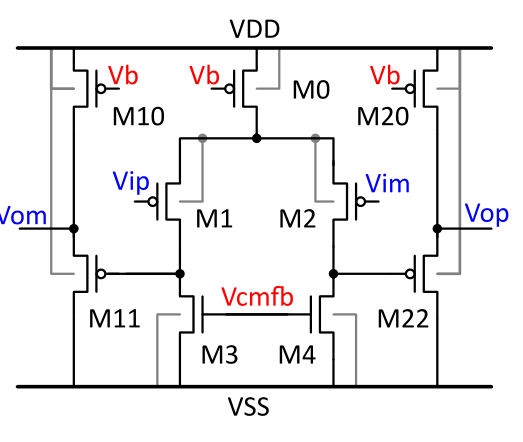 VDD
Vb Vb Vb
M10 M0 M20
Vip Vim
Vom M1 M2 Vop
Vcmfb
M11 M3 M4 M22
VSS